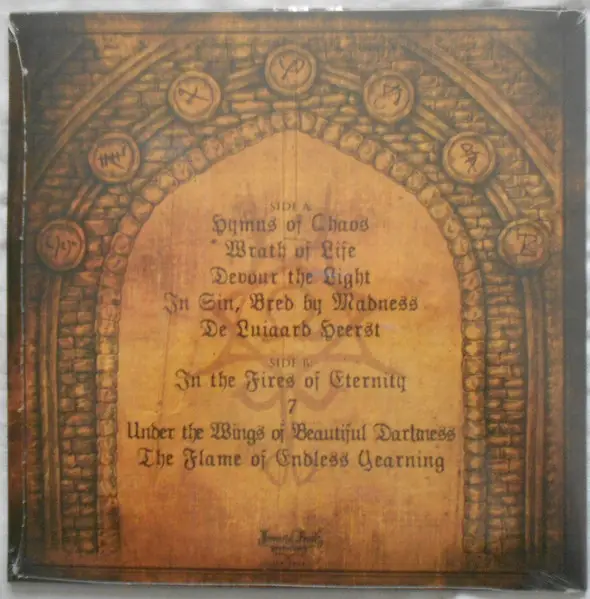 SIDE A:
Hymns of Chaos
Wrath of Life
Devour the Light
In Sin, Bred by Madness
De Luiaard Heerst
SIDE B:
In the Fires of Eternity
7
Under the Wings of Beautiful Darkness
The Flame of Endless Yearning